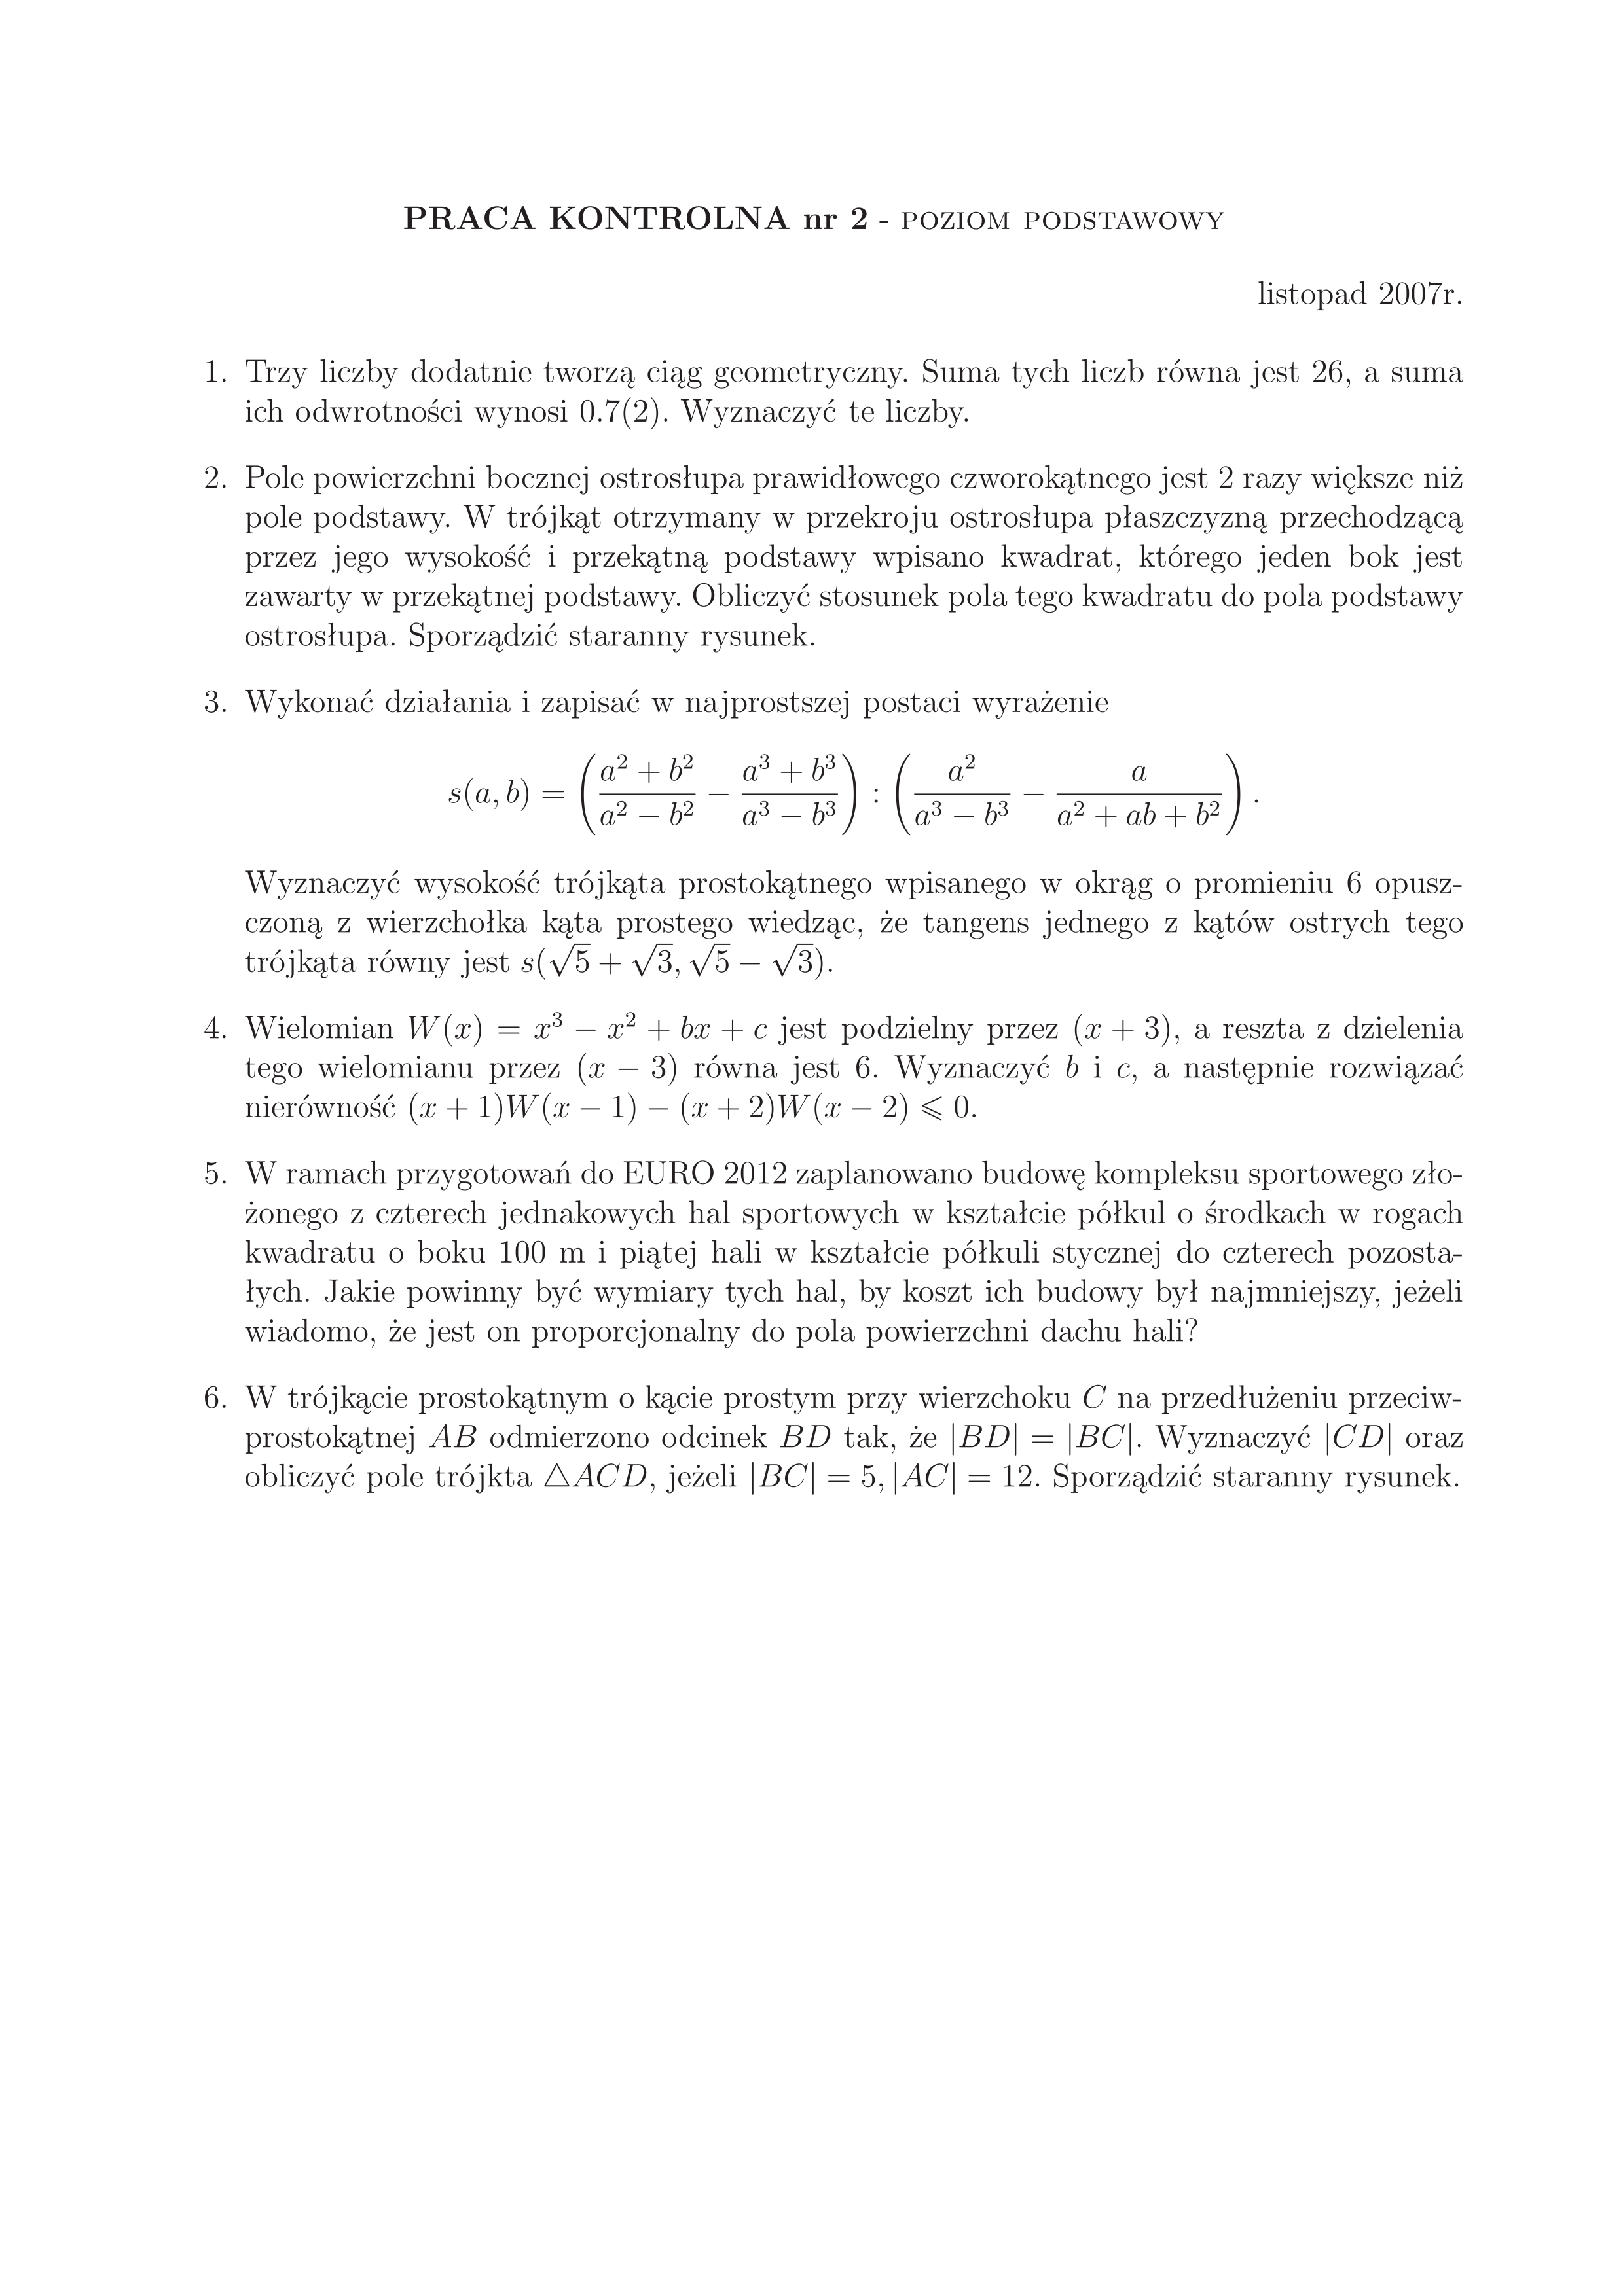 PRACA KONTROLNA nr 2 - POZIOM PODSTAWOWY
listopad 2007r.
1. Trzy liczby dodatnie tworzą ciąg geometryczny. Suma tych liczb równa jest 26, a suma
ich odwrotności wynosi 0.7(2). Wyznaczyć te liczby.
2. Pole powierzchni bocznej ostrosłupa prawidłowego czworokątnego jest 2 razy większe niż
pole podstawy. W trójkąt otrzymany w przekroju ostrosłupa płaszczyzną przechodzącą
przez jego wysokość i przekątną podstawy wpisano kwadrat, którego jeden bok jest
zawarty w przekątnej podstawy. Obliczyć stosunek pola tego kwadratu do pola podstawy
ostrosłupa. Sporządzić staranny rysunek.
3. Wykonać działania i zapisać w najprostszej postaci wyrażenie
$s(a, b) = \left( \frac{a^2 + b^2}{a^2 - b^2} - \frac{a^3 + b^3}{a^3 - b^3} \right) : \left( \frac{a^2}{a^3 - b^3} - \frac{a}{a^2 + ab + b^2} \right).$
Wyznaczyć wysokość trójkąta prostokątnego wpisanego w okrąg o promieniu 6 opusz-
czoną z wierzchołka kąta prostego wiedząc, że tangens jednego z kątów ostrych tego
trójkąta równy jest $s(\sqrt{5} + \sqrt{3}, \sqrt{5} - \sqrt{3})$.
4. Wielomian $W(x) = x^3 - x^2 + bx + c$ jest podzielny przez $(x + 3)$, a reszta z dzielenia
tego wielomianu przez $(x - 3)$ równa jest 6. Wyznaczyć $b$ i $c$, a następnie rozwiązać
nierówność $(x + 1)W(x - 1) - (x + 2)W(x - 2) \leqslant 0$.
5. W ramach przygotowań do EURO 2012 zaplanowano budowę kompleksu sportowego zło-
żonego z czterech jednakowych hal sportowych w kształcie półkul o środkach w rogach
kwadratu o boku 100 m i piątej hali w kształcie półkuli stycznej do czterech pozosta-
łych. Jakie powinny być wymiary tych hal, by koszt ich budowy był najmniejszy, jeżeli
wiadomo, że jest on proporcjonalny do pola powierzchni dachu hali?
6. W trójkącie prostokątnym o kącie prostym przy wierzchoku $C$ na przedłużeniu przeciw-
prostokątnej $AB$ odmierzono odcinek $BD$ tak, że $|BD| = |BC|$. Wyznaczyć $|CD|$ oraz
obliczyć pole trójkta $\triangle ACD$, jeżeli $|BC| = 5, |AC| = 12$. Sporządzić staranny rysunek.